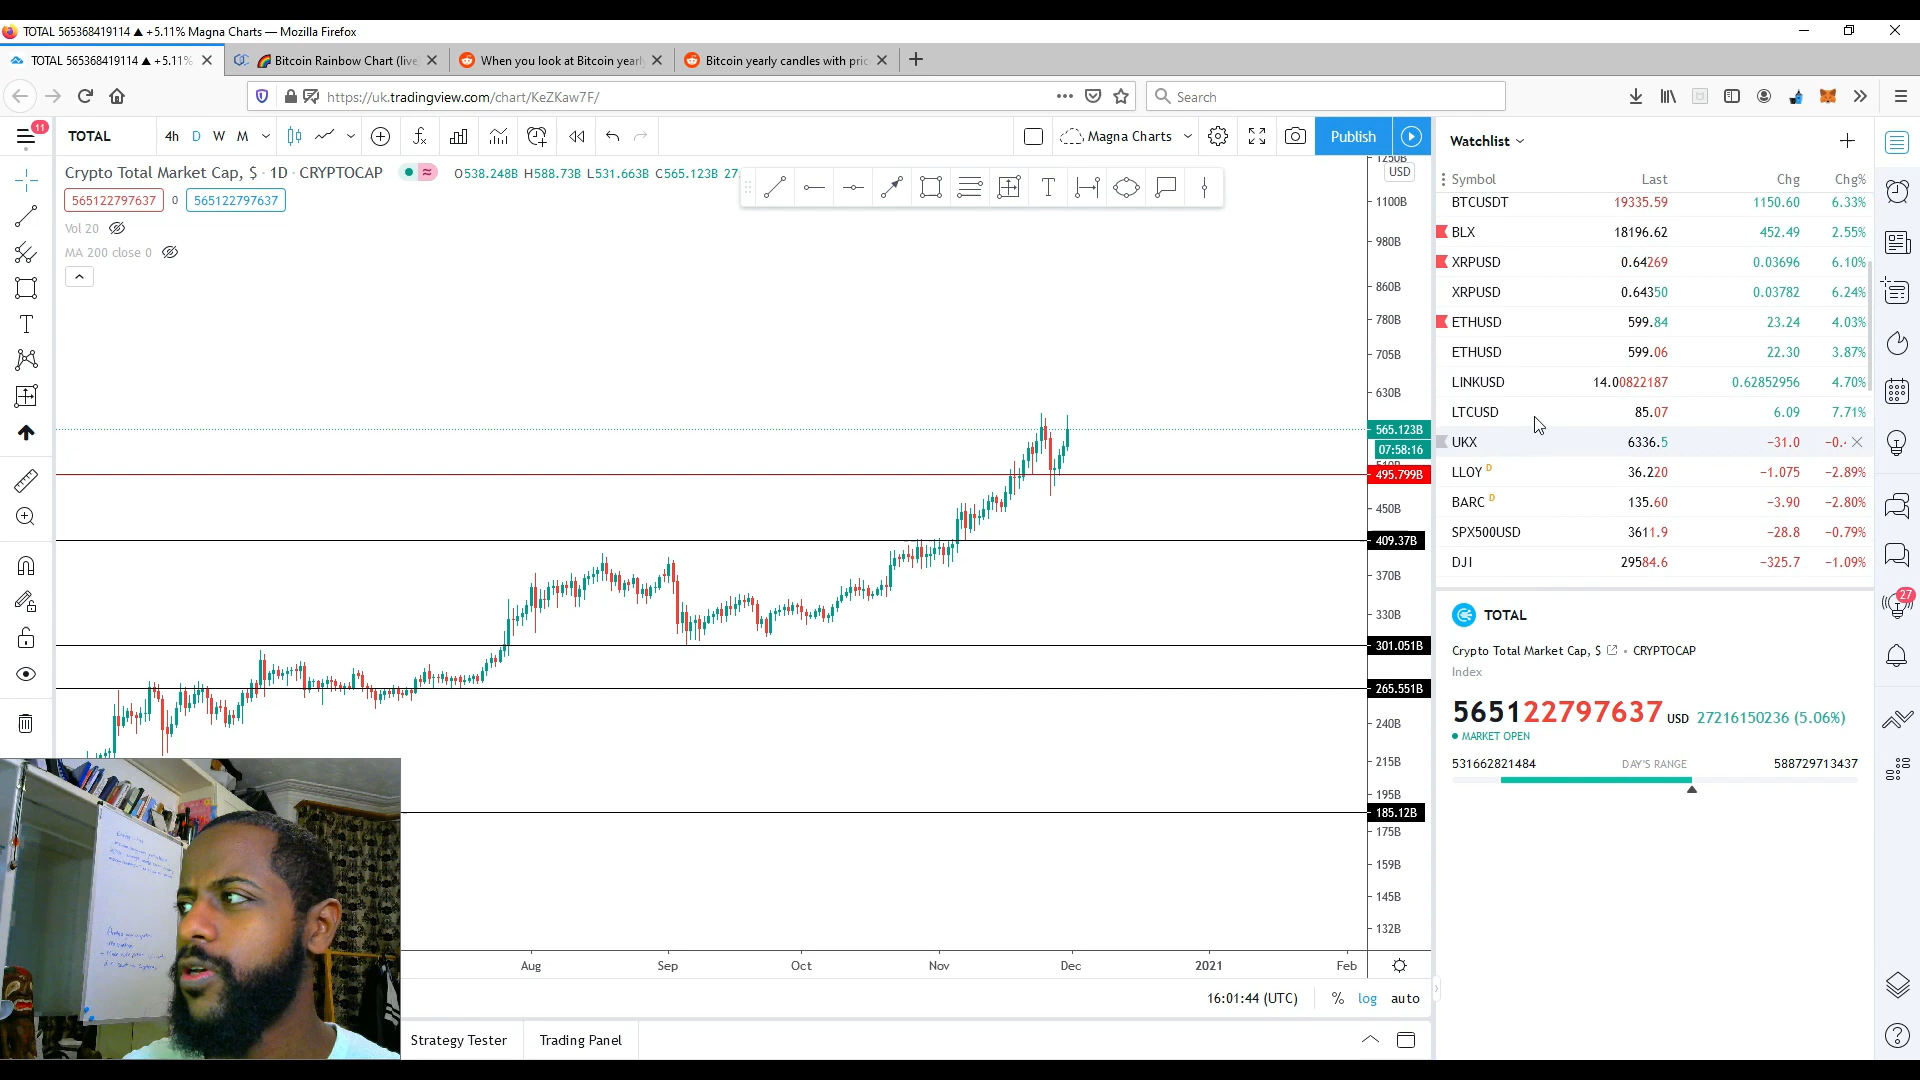 TOTAL 565368419114 ▲ +5.11% Magna Charts — Mozilla Firefox
TOTAL 565368419114 ▲ +5.11%
Bitcoin Rainbow Chart (live
When you look at Bitcoin yearl
Bitcoin yearly candles with pric
https://uk.tradingview.com/chart/KeZKaw7F/
Search
11
TOTAL
4h D W M
Magna Charts
Publish
Crypto Total Market Cap, $ · 1D · CRYPTOCAP
O538.248B H588.73B L531.663B C565.123B 27.
565122797637 0 565122797637
Vol 20
MA 200 close 0
1250B
USD
1100B
980B
860B
780B
705B
630B
565.123B
07:58:16
510B
495.799B
450B
409.37B
370B
330B
301.051B
265.551B
240B
215B
195B
185.12B
175B
159B
145B
132B
Aug Sep Oct Nov Dec 2021 Feb
16:01:44 (UTC) % log auto
Strategy Tester Trading Panel
Watchlist
Symbol Last Chg Chg%
BTCUSDT 19335.59 1150.60 6.33%
BLX 18196.62 452.49 2.55%
XRPUSD 0.64269 0.03696 6.10%
XRPUSD 0.64350 0.03782 6.24%
ETHUSD 599.84 23.24 4.03%
ETHUSD 599.06 22.30 3.87%
LINKUSD 14.00822187 0.62852956 4.70%
LTCUSD 85.07 6.09 7.71%
UKX 6336.5 −31.0 −0.
LLOY D 36.220 −1.075 −2.89%
BARC D 135.60 −3.90 −2.80%
SPX500USD 3611.9 −28.8 −0.79%
DJI 29584.6 −325.7 −1.09%
27
TOTAL
Crypto Total Market Cap, $ • CRYPTOCAP
Index
565122797637 USD 27216150236 (5.06%)
MARKET OPEN
531662821484 DAY'S RANGE 588729713437